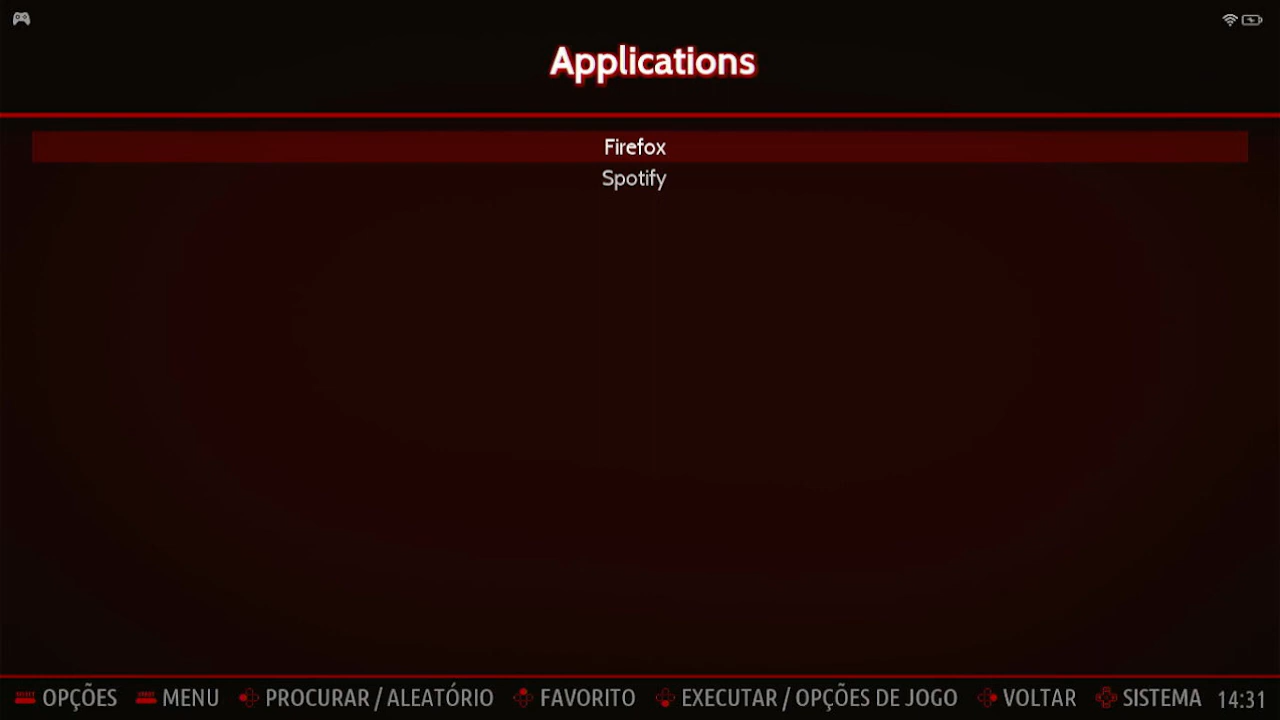 Applications
Firefox
Spotify
OPÇÕES MENU PROCURAR / ALEATÓRIO FAVORITO EXECUTAR / OPÇÕES DE JOGO VOLTAR SISTEMA 14:31